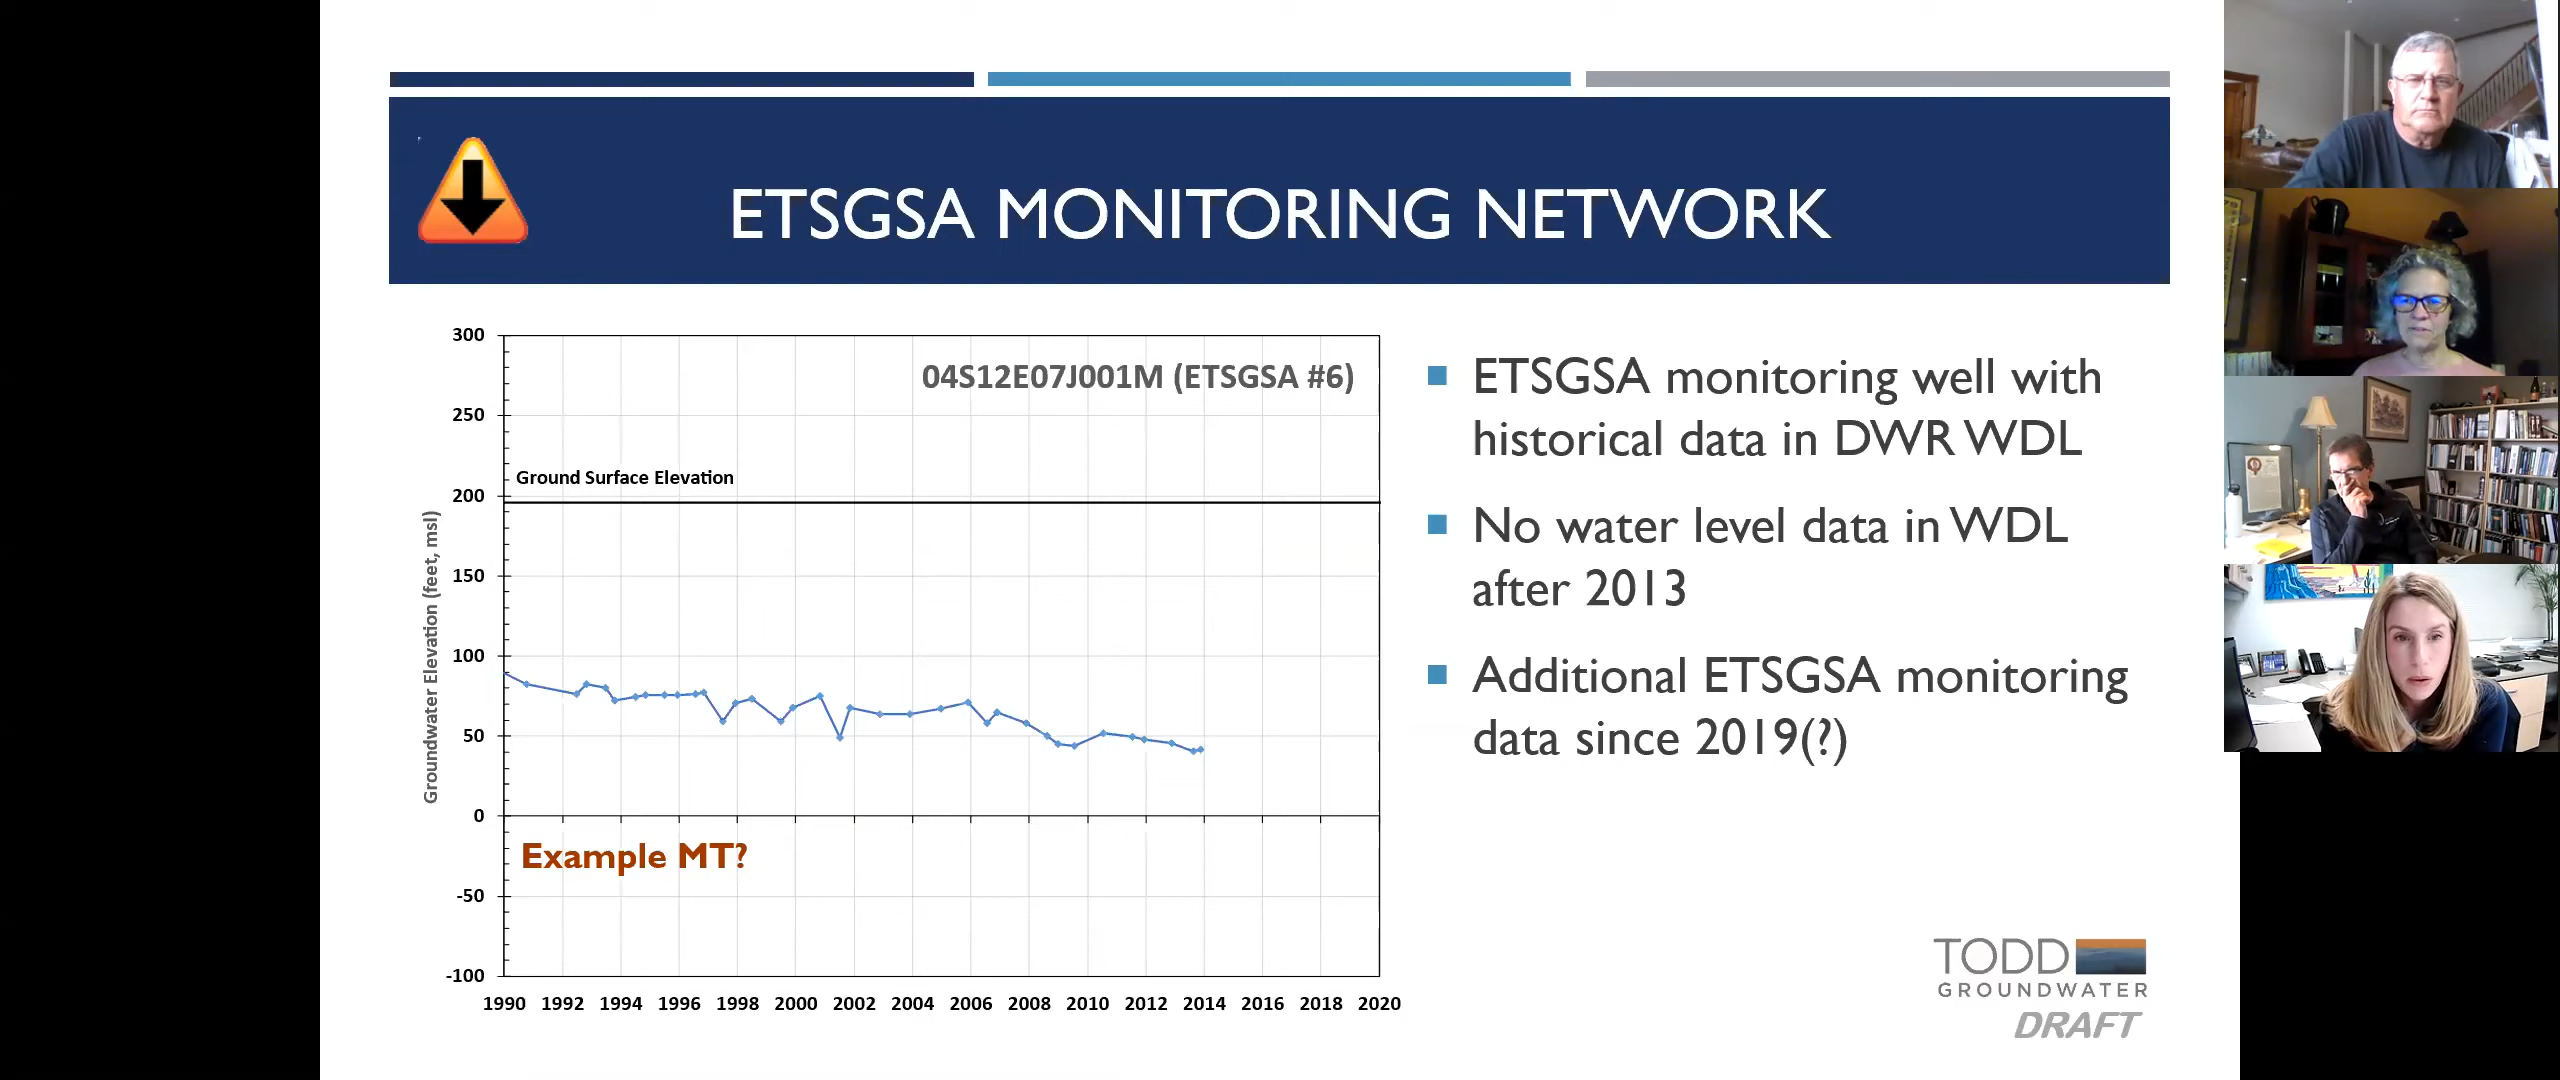 ETSGSA MONITORING NETWORK
300
04S12E07J001M (ETSGSA #6)
250
Ground Surface Elevation
200
150
100
50
0
-50
-100
Groundwater Elevation (feet, msl)
Example MT?
1990 1992 1994 1996 1998 2000 2002 2004 2006 2008 2010 2012 2014 2016 2018 2020
ETSGSA monitoring well with
historical data in DWR WDL
No water level data in WDL
after 2013
Additional ETSGSA monitoring
data since 2019(?)
TODD
GROUNDWATER
DRAFT